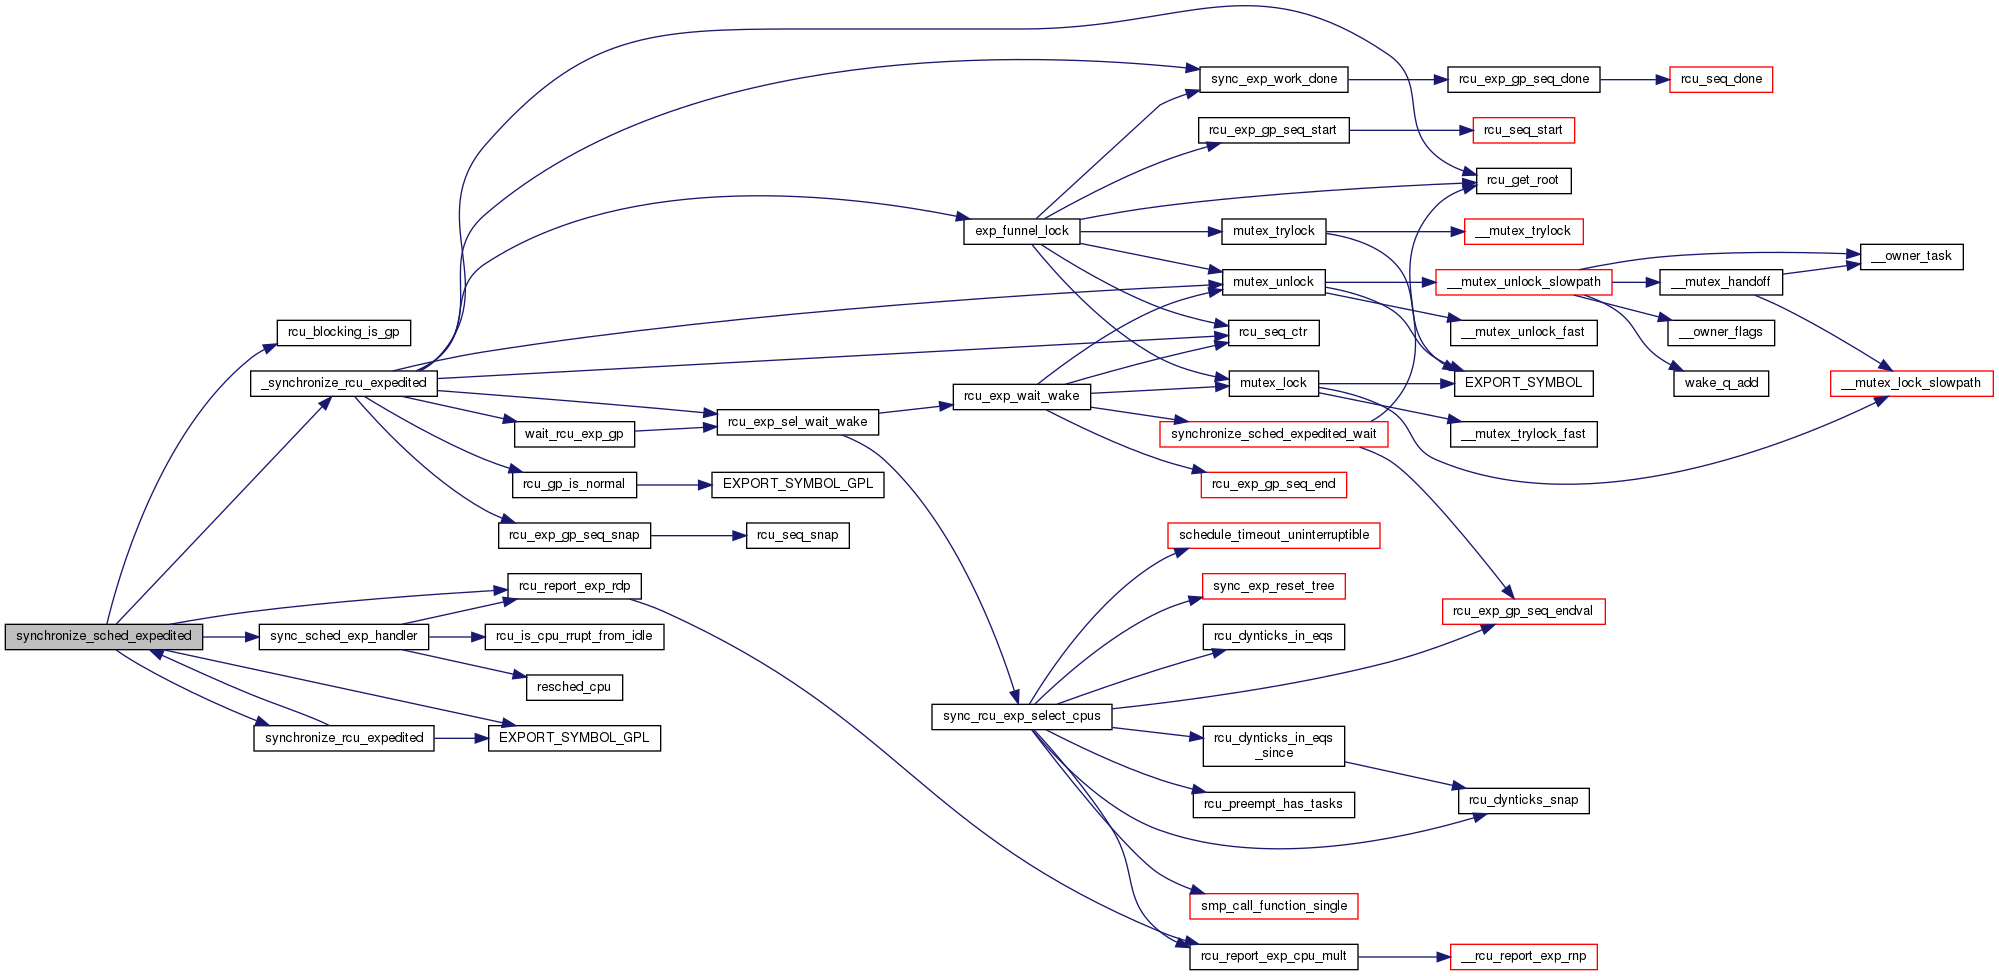 sync_exp_work_done
rcu_exp_gp_seq_done
rcu_seq_done
rcu_exp_gp_seq_start
rcu_seq_start
rcu_get_root
exp_funnel_lock
mutex_trylock
__mutex_trylock
__owner_task
mutex_unlock
__mutex_unlock_slowpath
__mutex_handoff
rcu_blocking_is_gp
rcu_seq_ctr
__mutex_unlock_fast
__owner_flags
_synchronize_rcu_expedited
rcu_exp_wait_wake
mutex_lock
EXPORT_SYMBOL
wake_q_add
__mutex_lock_slowpath
rcu_exp_sel_wait_wake
wait_rcu_exp_gp
synchronize_sched_expedited_wait
__mutex_trylock_fast
rcu_gp_is_normal
EXPORT_SYMBOL_GPL
rcu_exp_gp_seq_end
rcu_exp_gp_seq_snap
rcu_seq_snap
schedule_timeout_uninterruptible
rcu_report_exp_rdp
sync_exp_reset_tree
rcu_exp_gp_seq_endval
synchronize_sched_expedited
sync_sched_exp_handler
rcu_is_cpu_rrupt_from_idle
rcu_dynticks_in_eqs
resched_cpu
sync_rcu_exp_select_cpus
synchronize_rcu_expedited
EXPORT_SYMBOL_GPL
rcu_dynticks_in_eqs
_since
rcu_preempt_has_tasks
rcu_dynticks_snap
smp_call_function_single
rcu_report_exp_cpu_mult
__rcu_report_exp_rnp